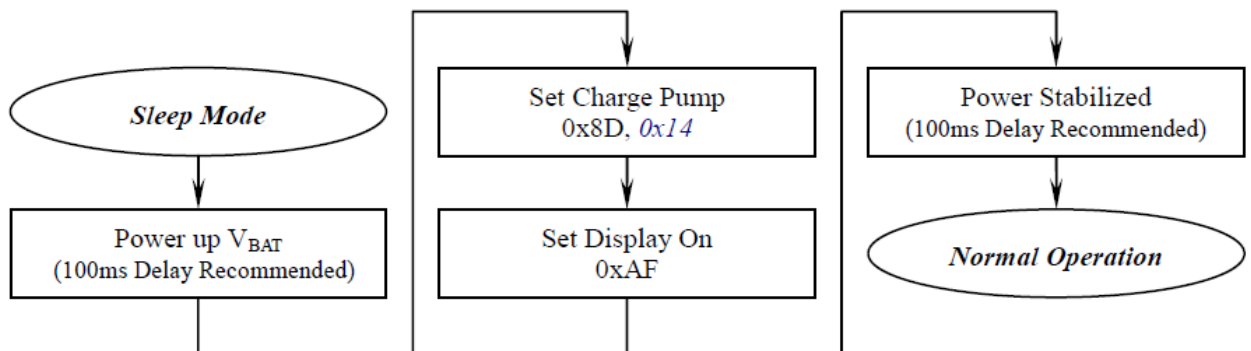 Sleep Mode
Power up VBAT
(100ms Delay Recommended)
Set Charge Pump
0x8D, 0x14
Set Display On
0xAF
Power Stabilized
(100ms Delay Recommended)
Normal Operation